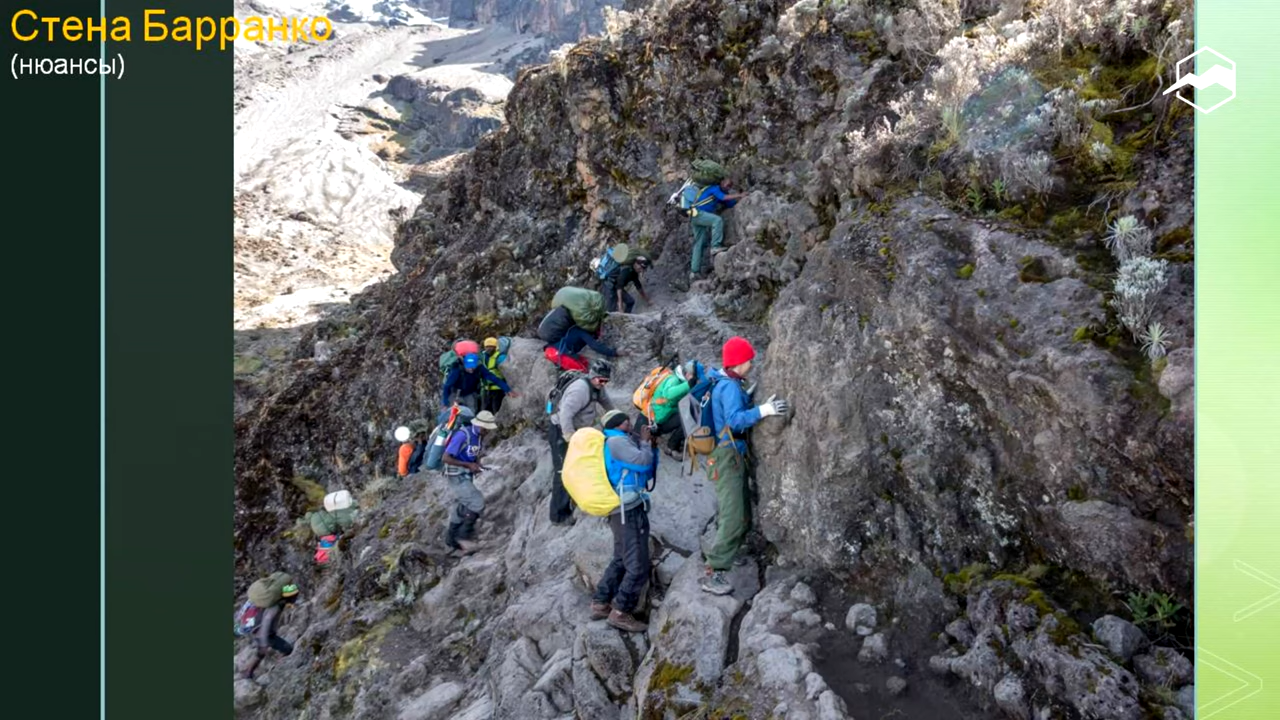 Стена Барранко
(нюансы)